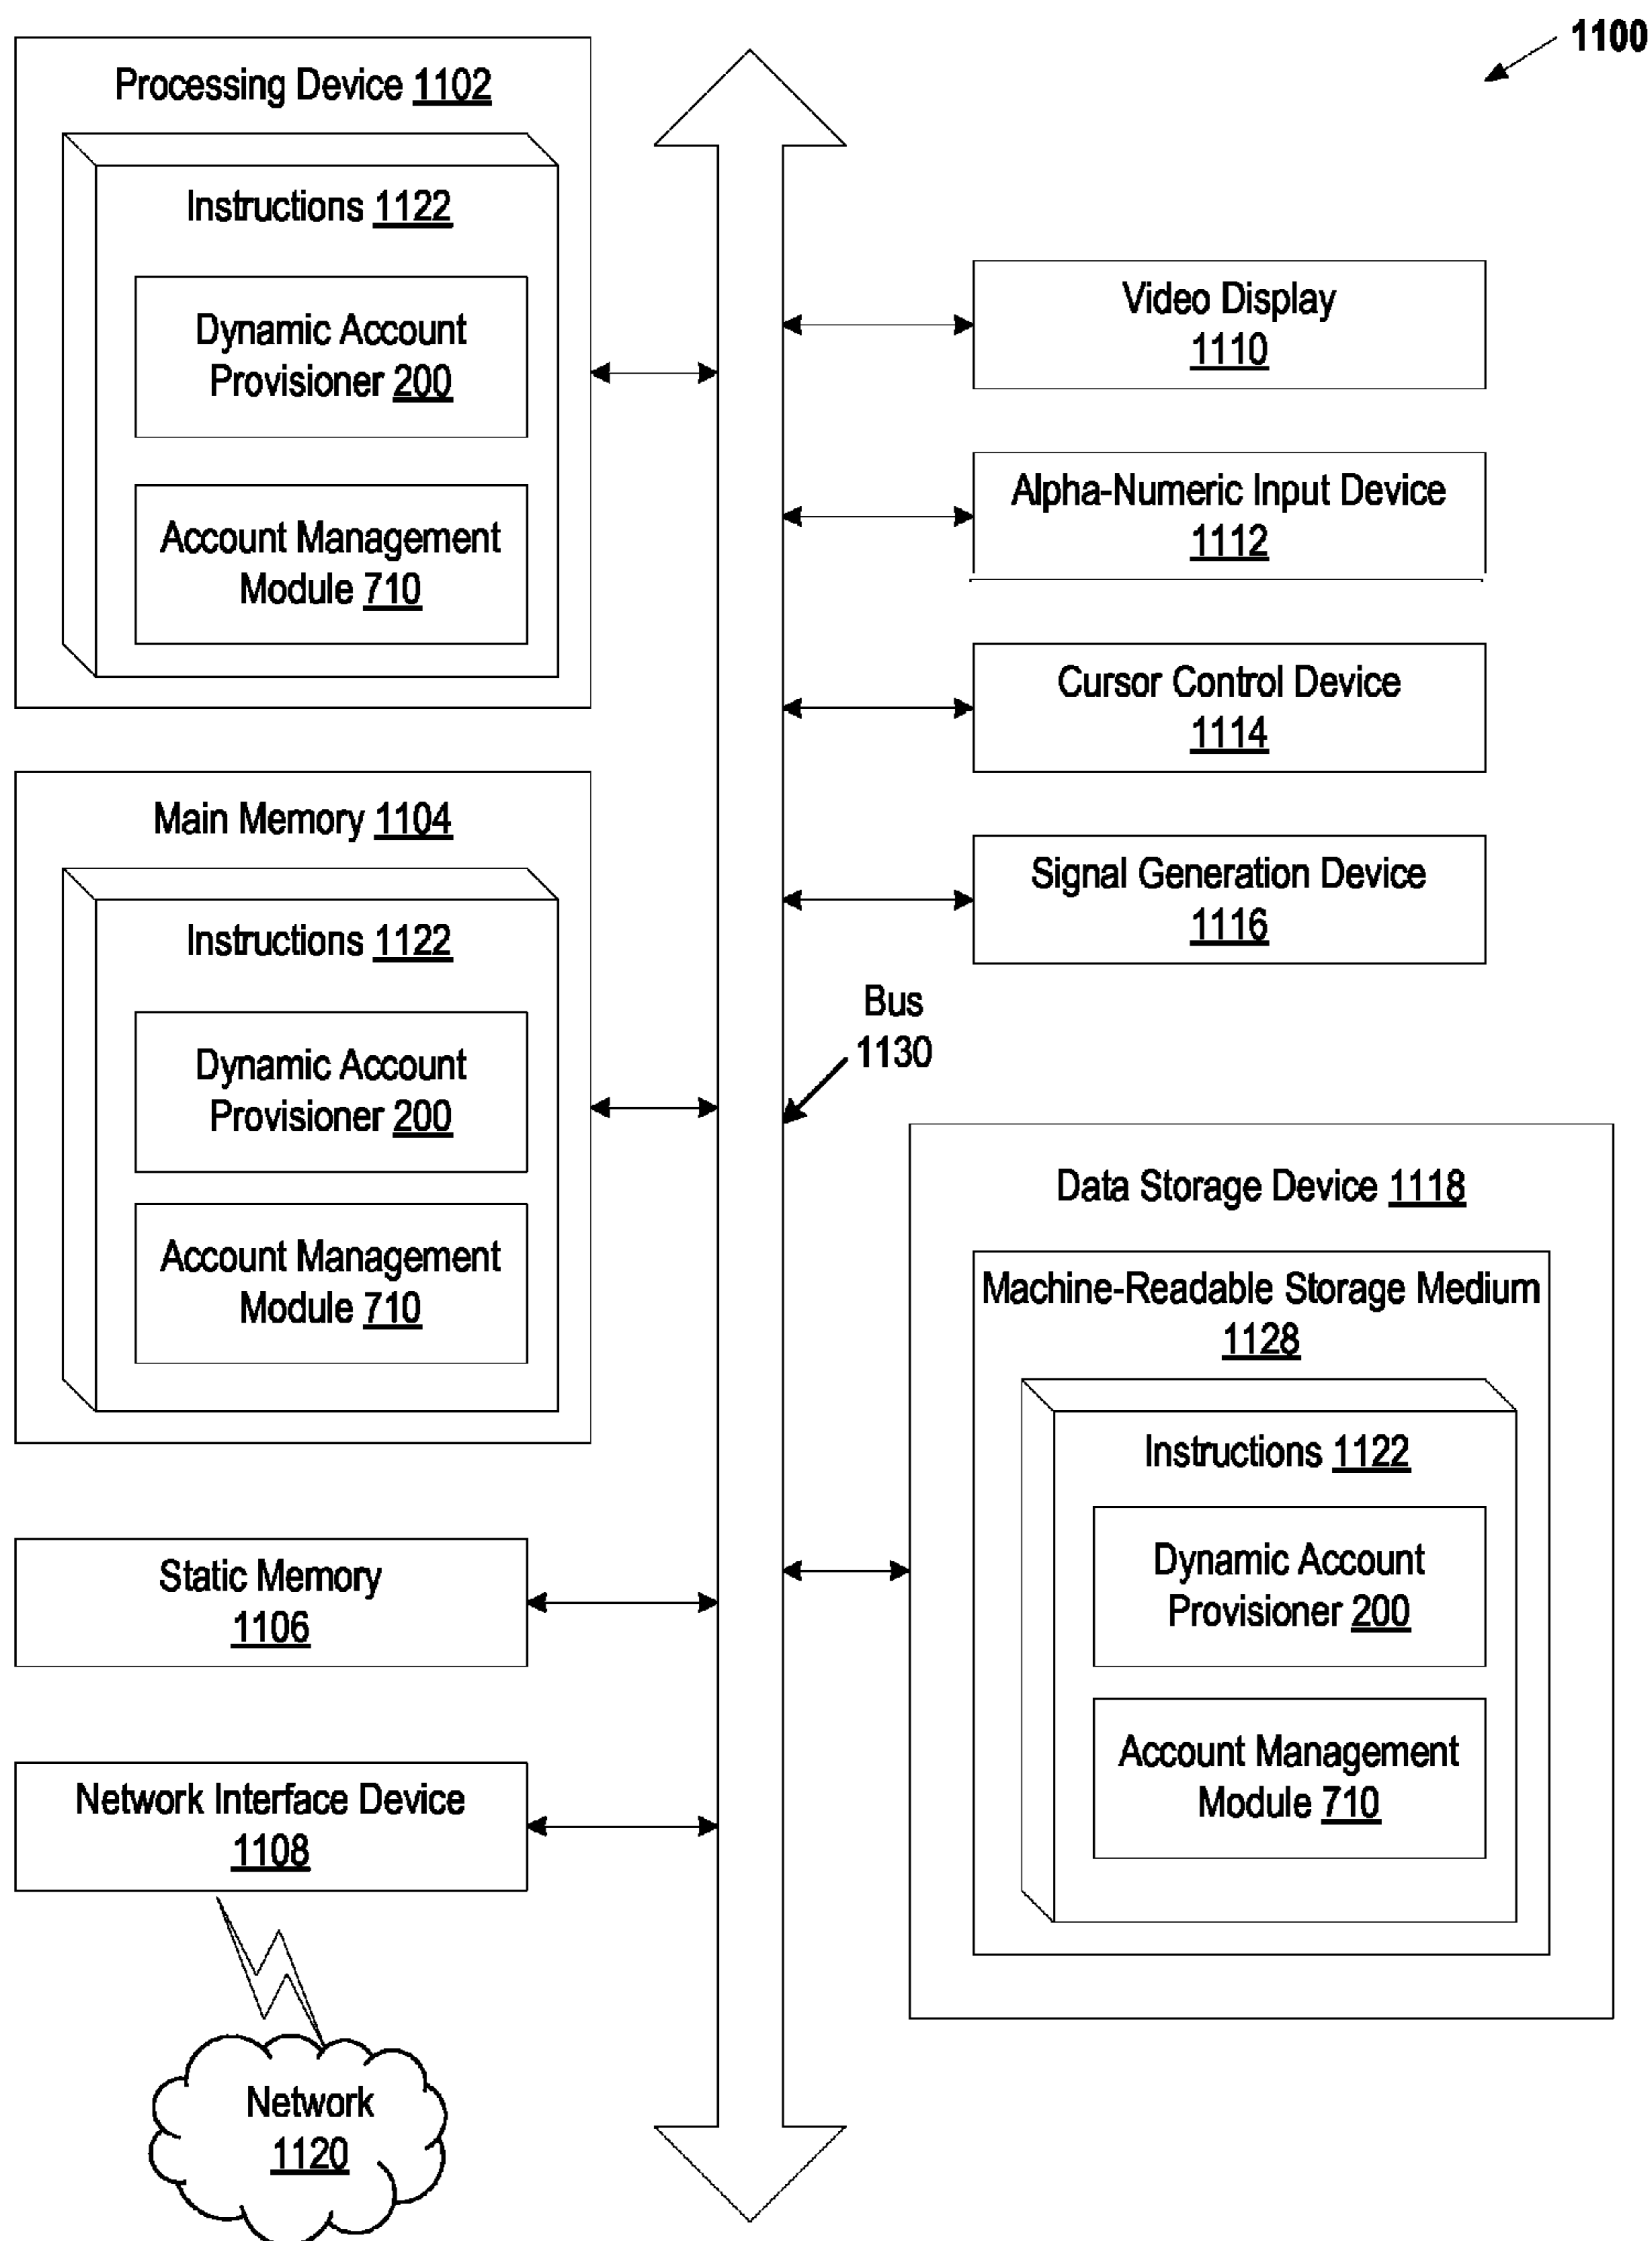 1100
Processing Device 1102
Instructions 1122
Dynamic Account
Provisioner 200
Account Management
Module 710
Main Memory 1104
Instructions 1122
Dynamic Account
Provisioner 200
Account Management
Module 710
Static Memory
1106
Network Interface Device
1108
Network
1120
Video Display
1110
Alpha-Numeric Input Device
1112
Cursor Control Device
1114
Signal Generation Device
1116
Bus
1130
Data Storage Device 1118
Machine-Readable Storage Medium
1128
Instructions 1122
Dynamic Account
Provisioner 200
Account Management
Module 710